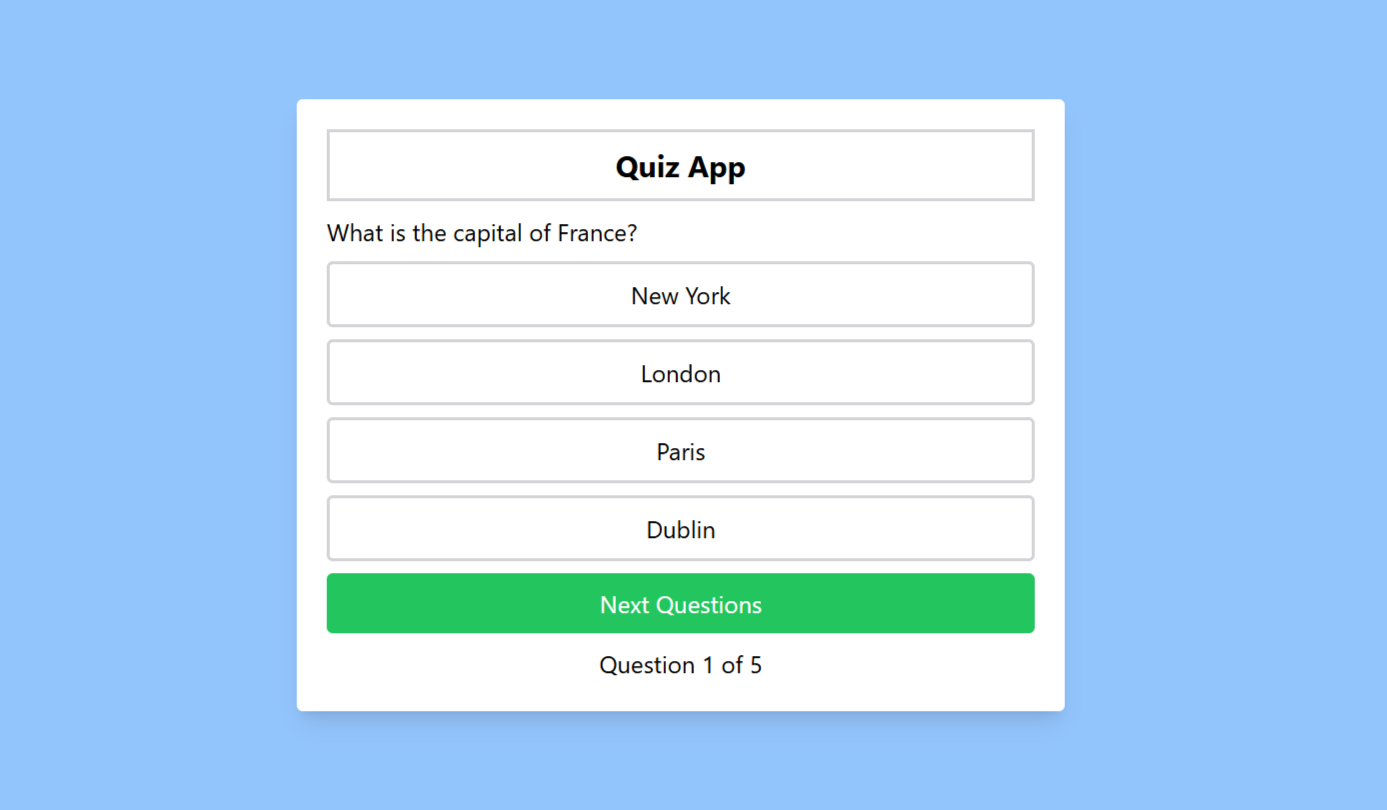 Quiz App
What is the capital of France?
New York
London
Paris
Dublin
Next Questions
Question 1 of 5